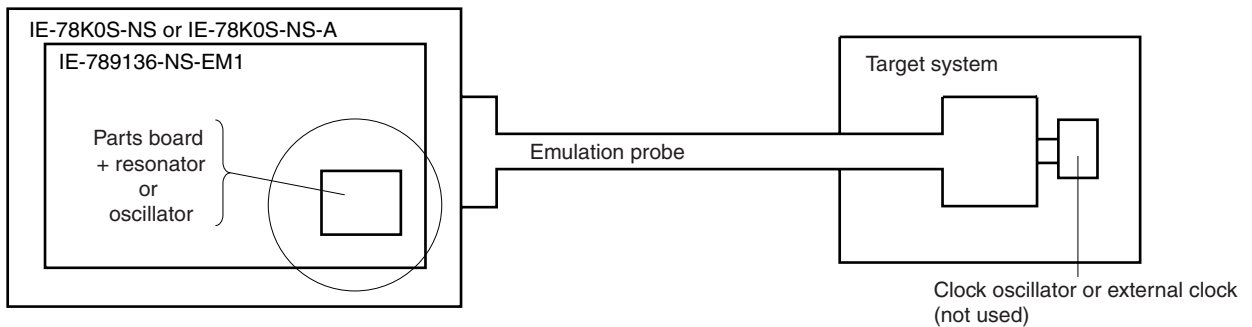 IE-78K0S-NS or IE-78K0S-NS-A
IE-789136-NS-EM1
Parts board
+ resonator
or
oscillator
Emulation probe
Target system
Clock oscillator or external clock
(not used)